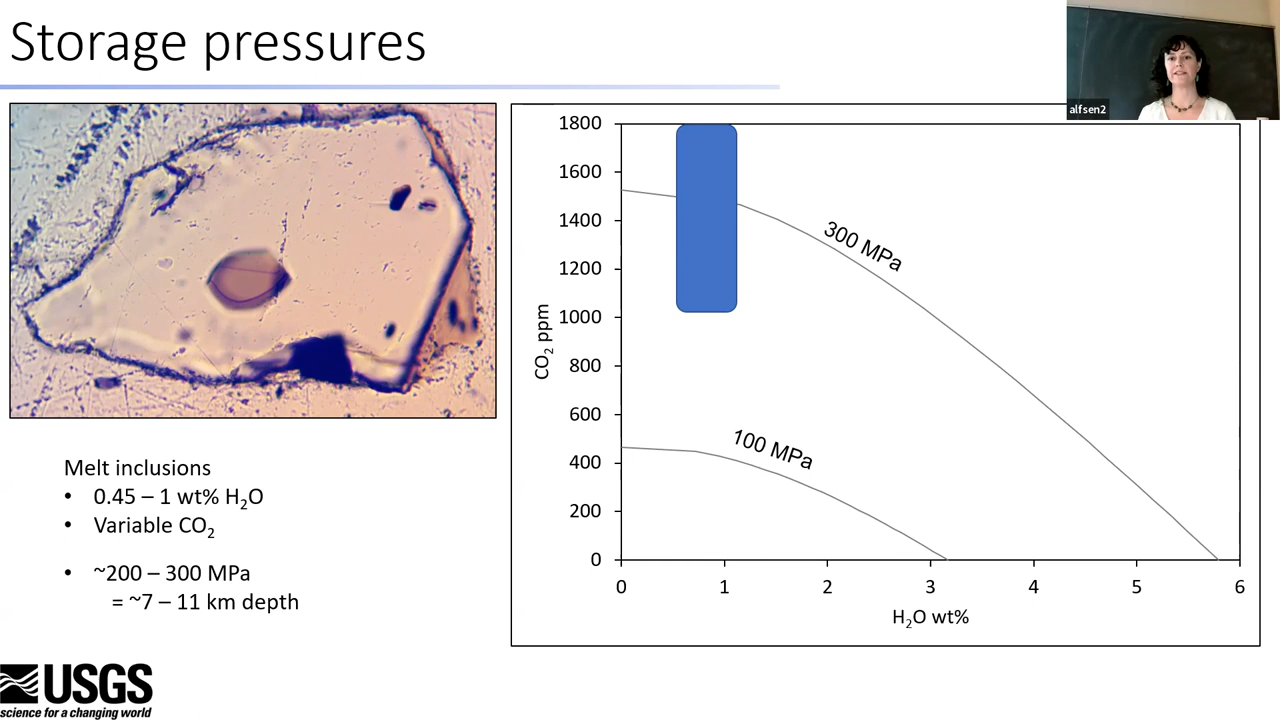 Storage pressures
alfsen2
Melt inclusions
• 0.45 – 1 wt% H₂O
• Variable CO₂
• ~200 – 300 MPa
= ~7 – 11 km depth
USGS
science for a changing world
CO₂ ppm
1800
1600
1400
1200
1000
800
600
400
200
0
300 MPa
100 MPa
0 1 2 3 4 5 6
H₂O wt%